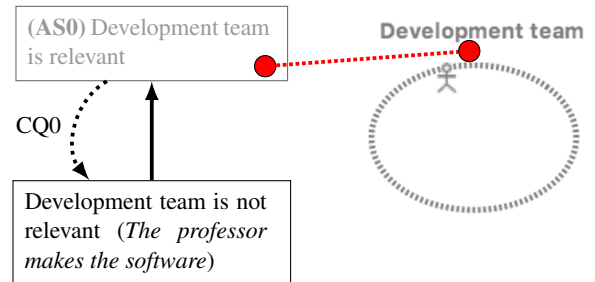 (AS0) Development team
is relevant
Development team
CQ0
Development team is not
relevant (The professor
makes the software)